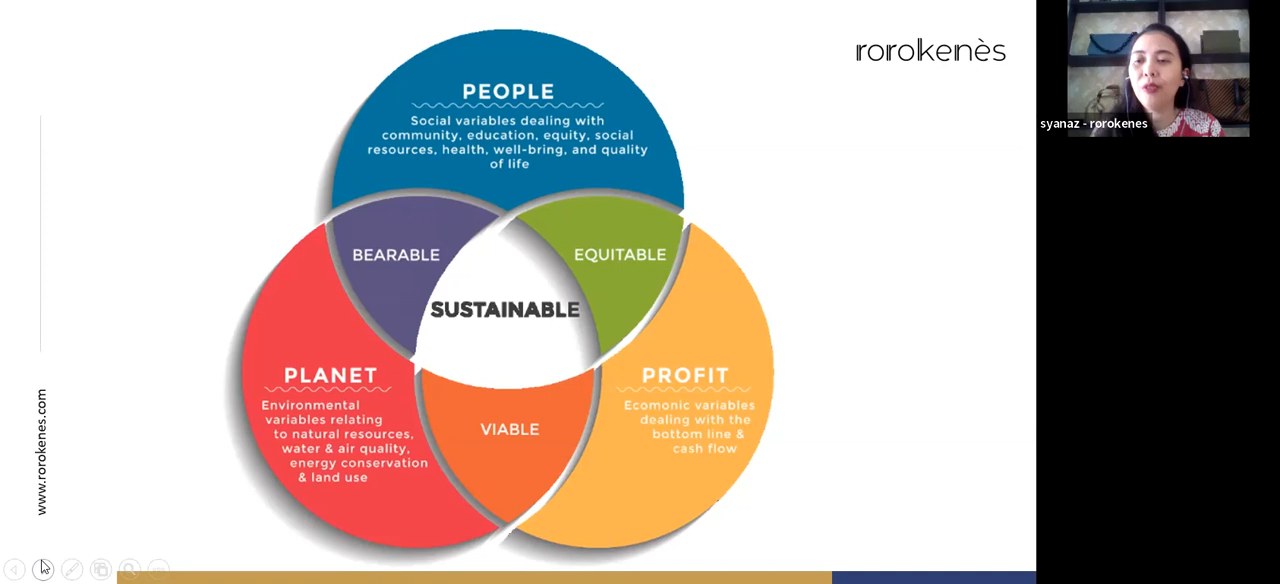 rorokenès
syanaz - rorokenes
PEOPLE
Social variables dealing with
community, education, equity, social
resources, health, well-bring, and quality
of life
BEARABLE
EQUITABLE
SUSTAINABLE
PLANET
Environmental
variables relating
to natural resources,
water & air quality,
energy conservation
& land use
VIABLE
PROFIT
Ecomonic variables
dealing with the
bottom line &
cash flow
www.rorokenes.com